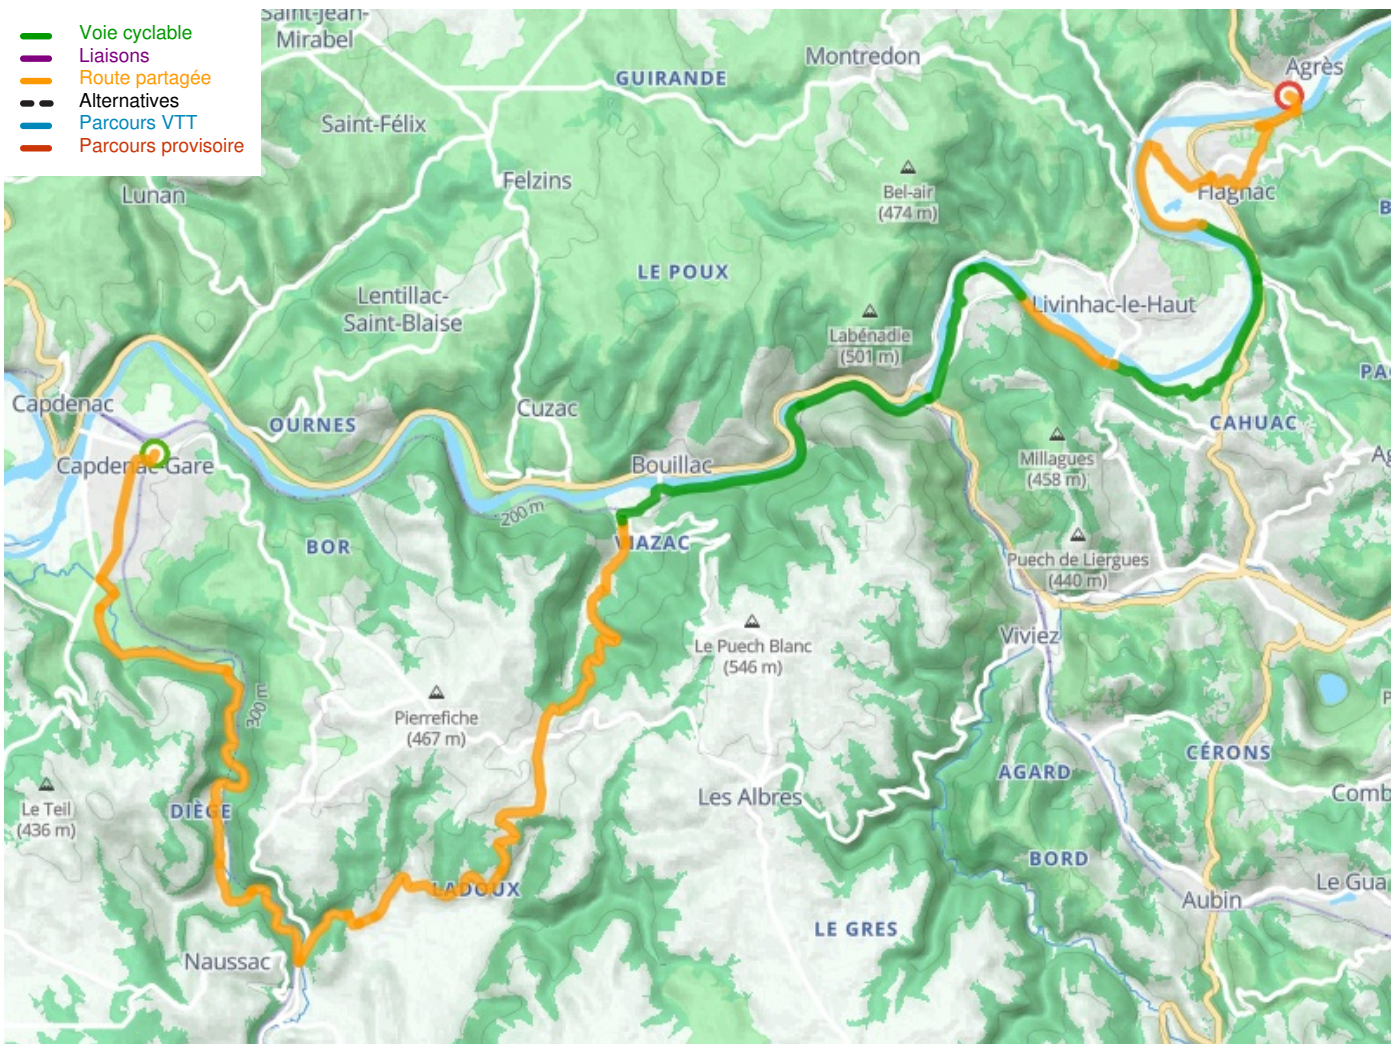 Voie cyclable
Liaisons
Route partagée
Alternatives
Parcours VTT
Parcours provisoire
Saint-Jean-
Mirabel
Montredon
Agrès
GUIRANDE
Saint-Félix
Lunan
Felzins
Bel-air
(474 m)
Flagnac
LE POUX
Lentillac-
Saint-Blaise
Livinhac-le-Haut
Labénadie
(501 m)
Capdenac
OURNES
Cuzac
CAHUAC
Capdenac-Gare
Bouillac
Millagues
(458 m)
200 m
BOR
VIAZAC
Puech de Liergues
(440 m)
Le Puech Blanc
(546 m)
Viviez
300 m
Pierrefiche
(467 m)
CÉRONS
AGARD
Le Teil
(436 m)
DIÈGE
Les Albres
Comb
BORD
LADOUX
Le Gua
Aubin
LE GRES
Naussac